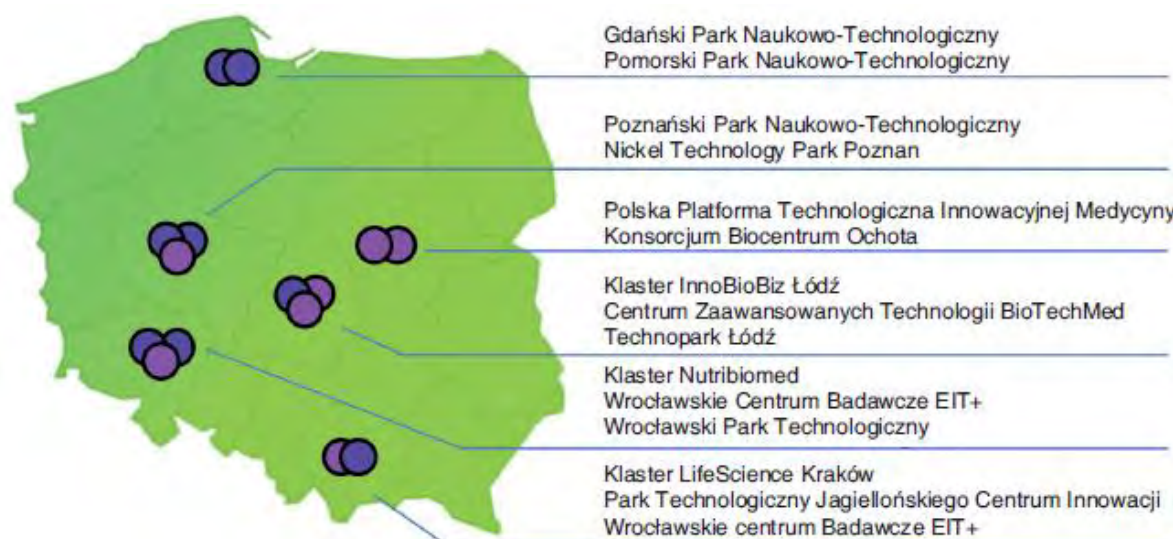 Gdański Park Naukowo-Technologiczny
Pomorski Park Naukowo-Technologiczny
Poznański Park Naukowo-Technologiczny
Nickel Technology Park Poznan
Polska Platforma Technologiczna Innowacyjnej Medycyny
Konsorcjum Biocentrum Ochota
Klaster InnoBioBiz Łódź
Centrum Zaawansowanych Technologii BioTechMed
Technopark Łódź
Klaster Nutribiomed
Wrocławskie Centrum Badawcze EIT+
Wrocławski Park Technologiczny
Klaster LifeScience Kraków
Park Technologiczny Jagiellońskiego Centrum Innowacji
Wrocławskie centrum Badawcze EIT+